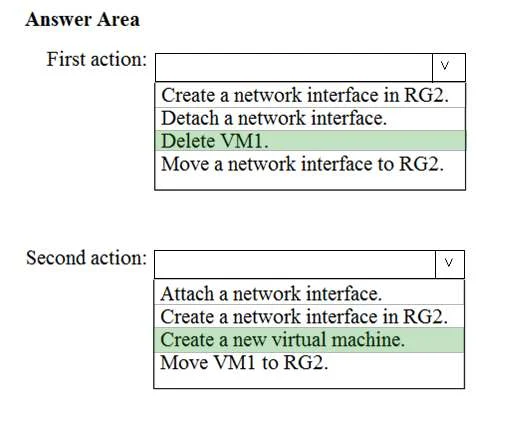 Answer Area
First action:
Create a network interface in RG2.
Detach a network interface.
Delete VM1.
Move a network interface to RG2.
Second action:
Attach a network interface.
Create a network interface in RG2.
Create a new virtual machine.
Move VM1 to RG2.